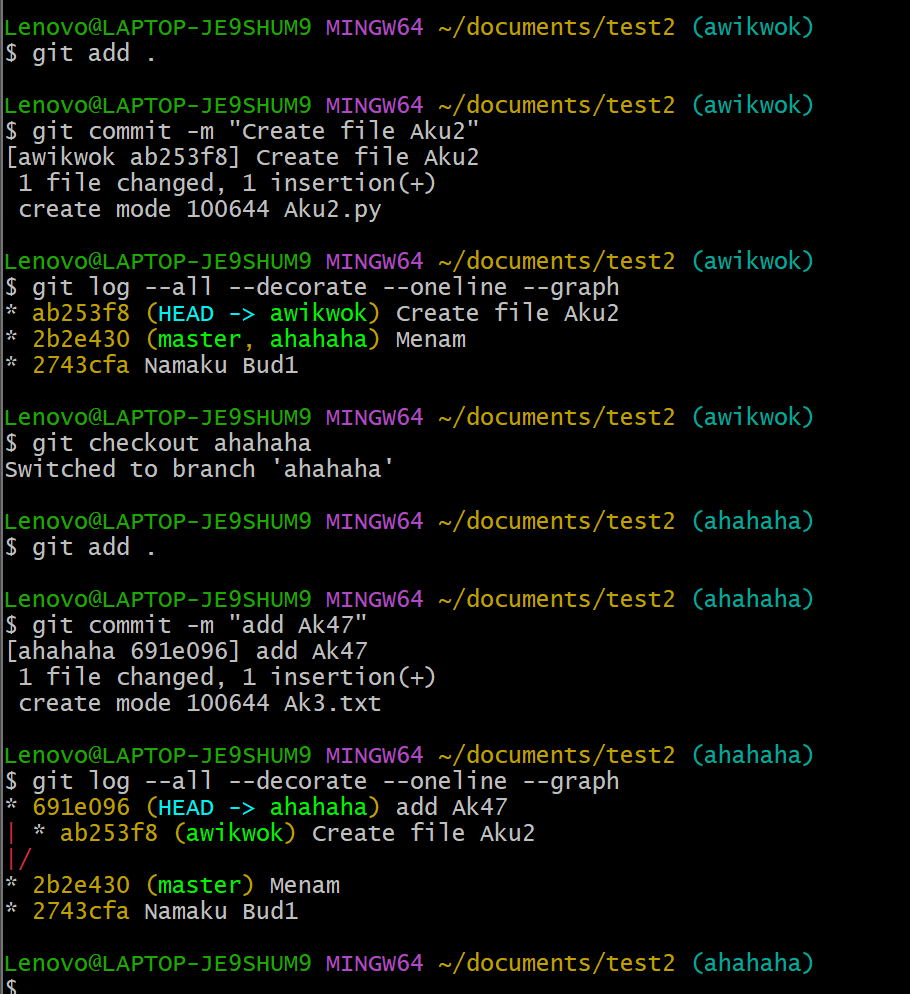 Lenovo@LAPTOP-JE9SHUM9 MINGW64 ~/documents/test2 (awikwok)
$ git add .
Lenovo@LAPTOP-JE9SHUM9 MINGW64 ~/documents/test2 (awikwok)
$ git commit -m "Create file Aku2"
[awikwok ab253f8] Create file Aku2
 1 file changed, 1 insertion(+)
 create mode 100644 Aku2.py
Lenovo@LAPTOP-JE9SHUM9 MINGW64 ~/documents/test2 (awikwok)
$ git log --all --decorate --oneline --graph
* ab253f8 (HEAD -> awikwok) Create file Aku2
* 2b2e430 (master, ahahaha) Menam
* 2743cfa Namaku Bud1
Lenovo@LAPTOP-JE9SHUM9 MINGW64 ~/documents/test2 (awikwok)
$ git checkout ahahaha
Switched to branch 'ahahaha'
Lenovo@LAPTOP-JE9SHUM9 MINGW64 ~/documents/test2 (ahahaha)
$ git add .
Lenovo@LAPTOP-JE9SHUM9 MINGW64 ~/documents/test2 (ahahaha)
$ git commit -m "add Ak47"
[ahahaha 691e096] add Ak47
 1 file changed, 1 insertion(+)
 create mode 100644 Ak3.txt
Lenovo@LAPTOP-JE9SHUM9 MINGW64 ~/documents/test2 (ahahaha)
$ git log --all --decorate --oneline --graph
* 691e096 (HEAD -> ahahaha) add Ak47
| * ab253f8 (awikwok) Create file Aku2
|/
* 2b2e430 (master) Menam
* 2743cfa Namaku Bud1
Lenovo@LAPTOP-JE9SHUM9 MINGW64 ~/documents/test2 (ahahaha)
$